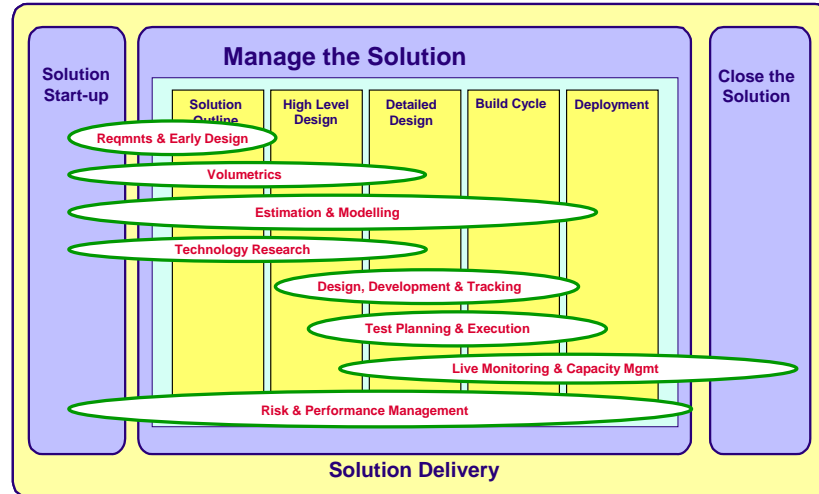 Manage the Solution
Solution
Start-up
Close the
Solution
Solution
Outline
High Level
Design
Detailed
Design
Build Cycle
Deployment
Reqmnts & Early Design
Volumetrics
Estimation & Modelling
Technology Research
Design, Development & Tracking
Test Planning & Execution
Live Monitoring & Capacity Mgmt
Risk & Performance Management
Solution Delivery